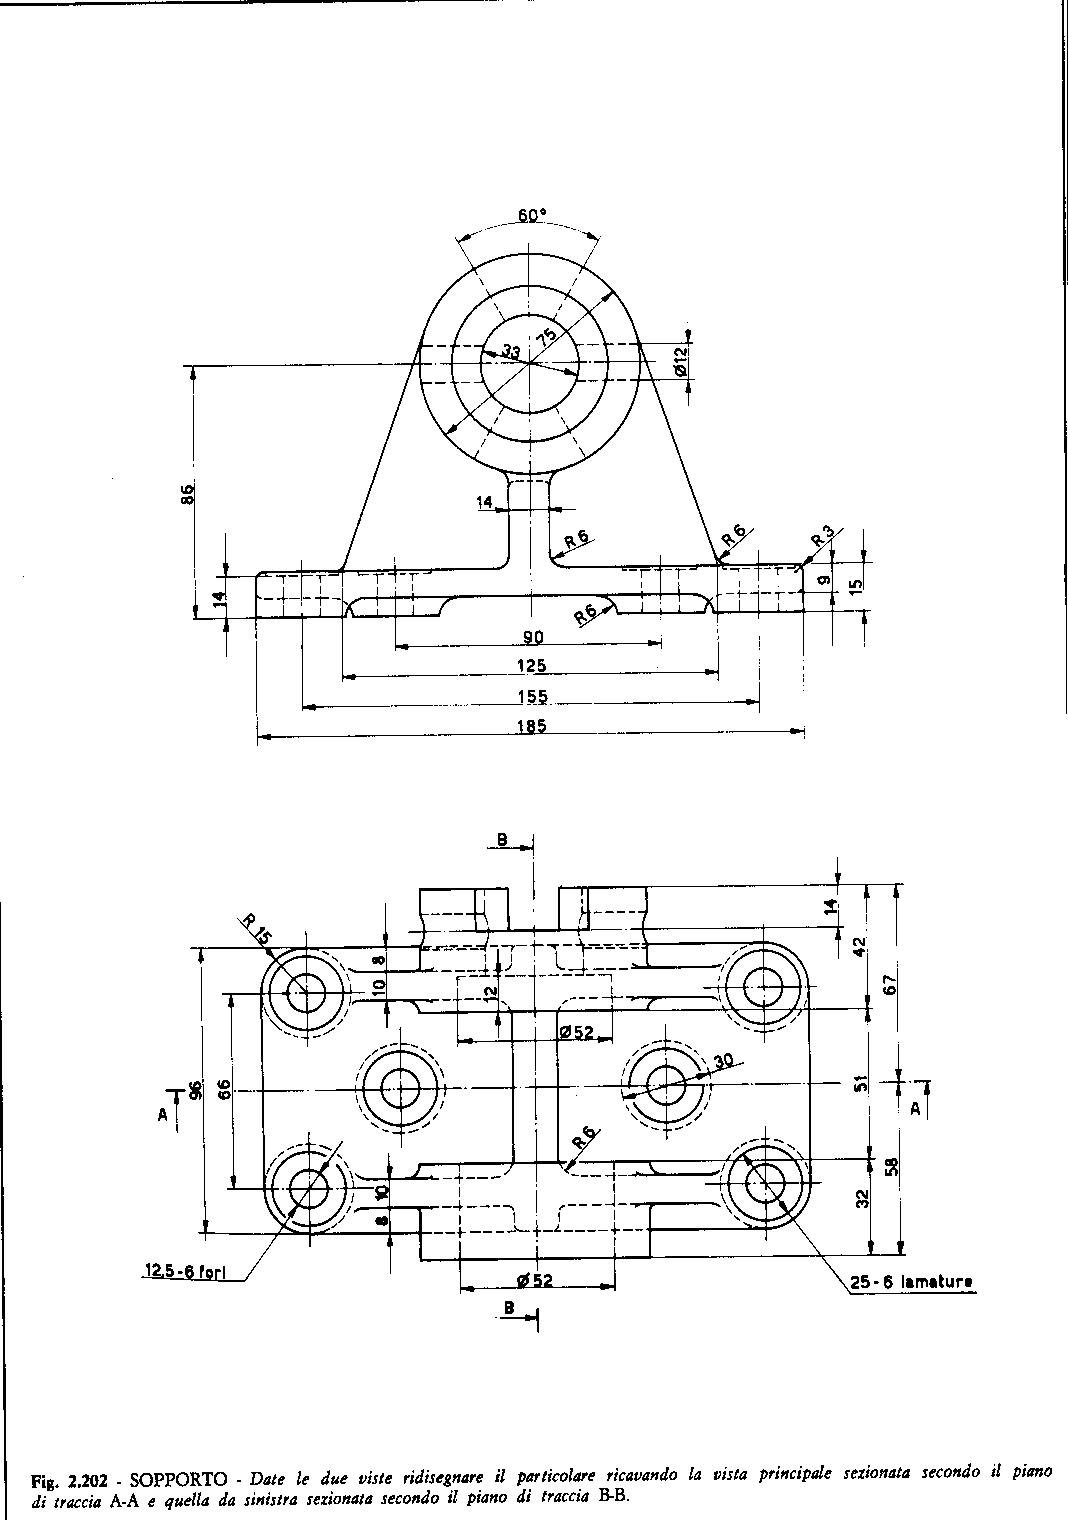 60°
75
33
Ø12
86
14
R 6
R 6
R 3
14
9
15
R6
90
125
155
185
B
R 15
8
10
12
14
42
67
Ø52
30
96
66
51
A
A
R 6
10
8
32
58
12,5-6 fori
Ø52
25-6 lamature
B
Fig. 2.202 - SOPPORTO - Date le due viste ridisegnare il particolare ricavando la vista principale sezionata secondo il piano
di traccia A-A e quella da sinistra sezionata secondo il piano di traccia B-B.